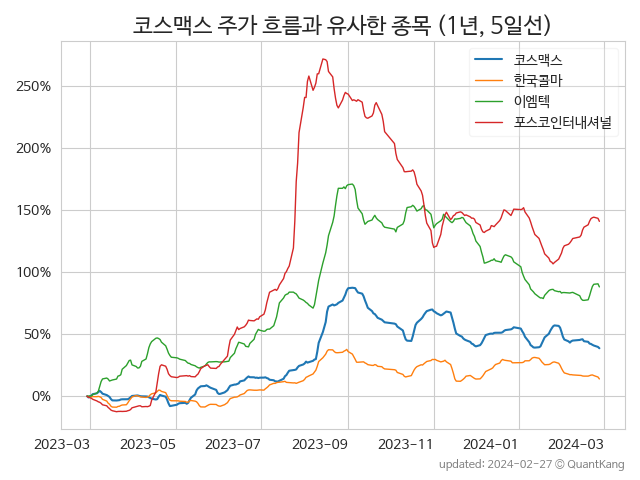 코스맥스 주가 흐름과 유사한 종목 (1년, 5일선)
코스맥스
한국콜마
이엠텍
포스코인터내셔널
250%
200%
150%
100%
50%
0%
2023-03 2023-05 2023-07 2023-09 2023-11 2024-01 2024-03
updated: 2024-02-27 © QuantKang